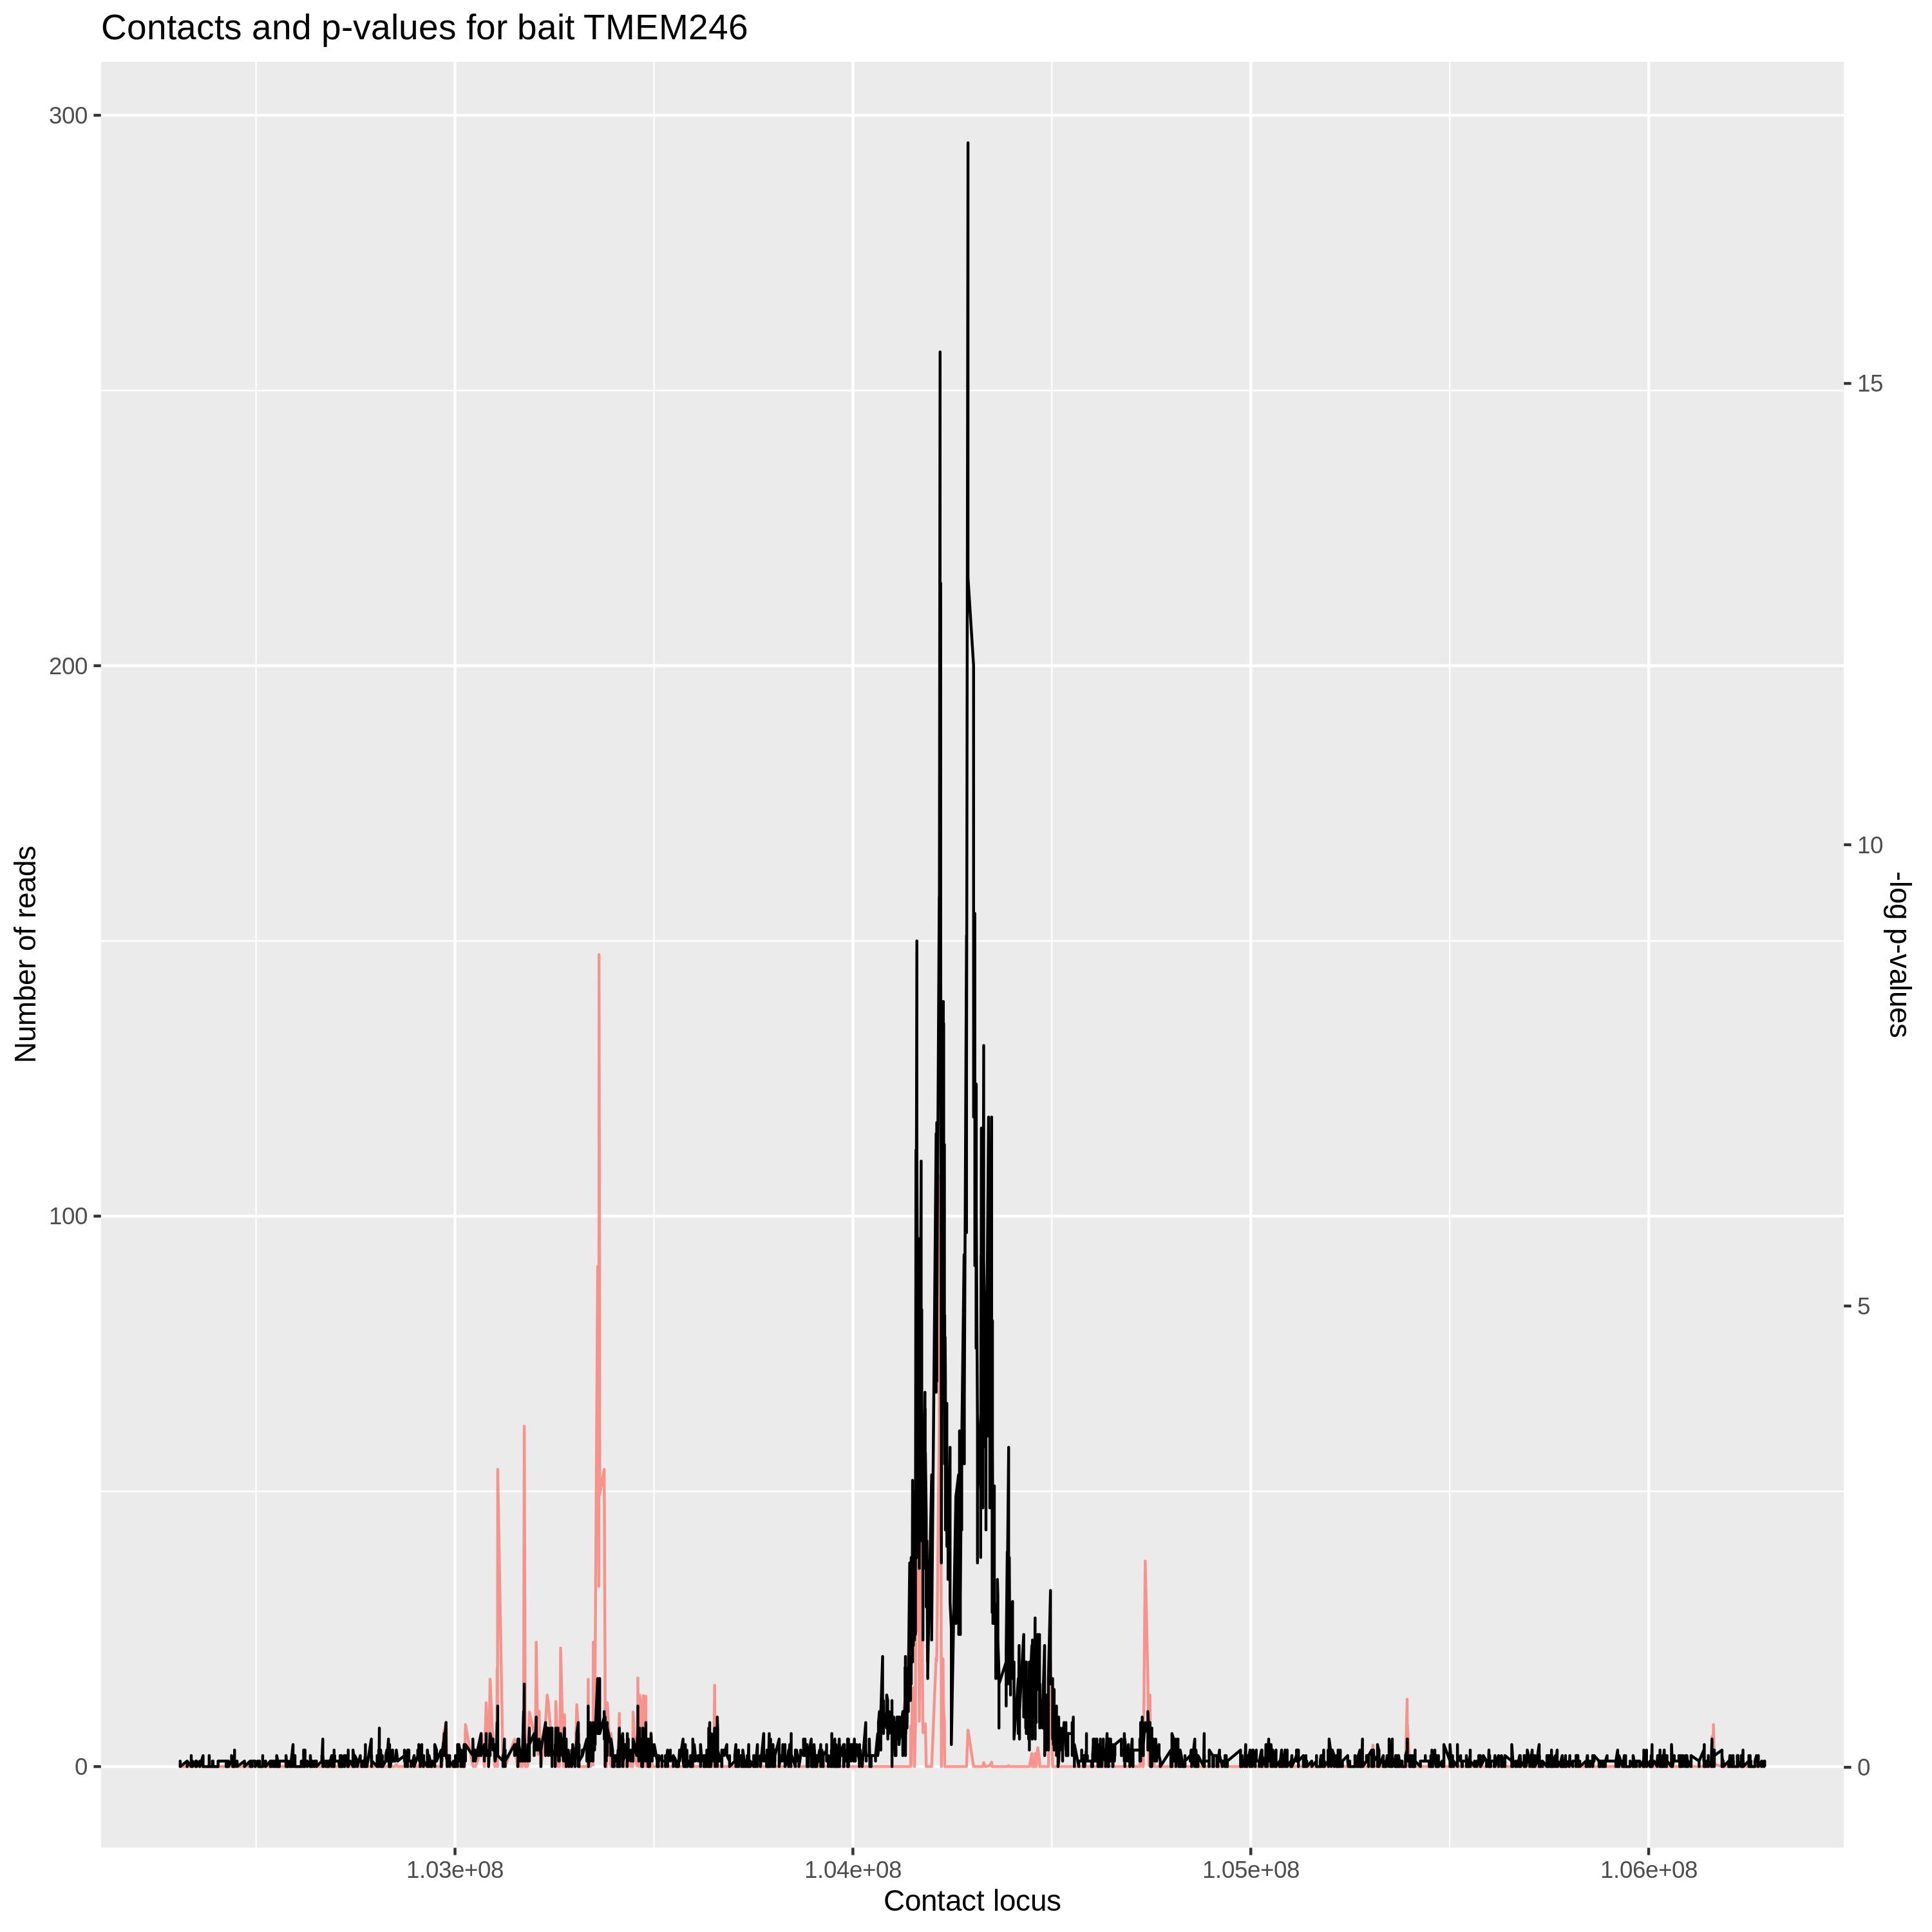 Contacts and p-values for bait TMEM246
300
200
100
0
Number of reads
15
10
5
0
-log p-values
1.03e+08
1.04e+08
1.05e+08
1.06e+08
Contact locus